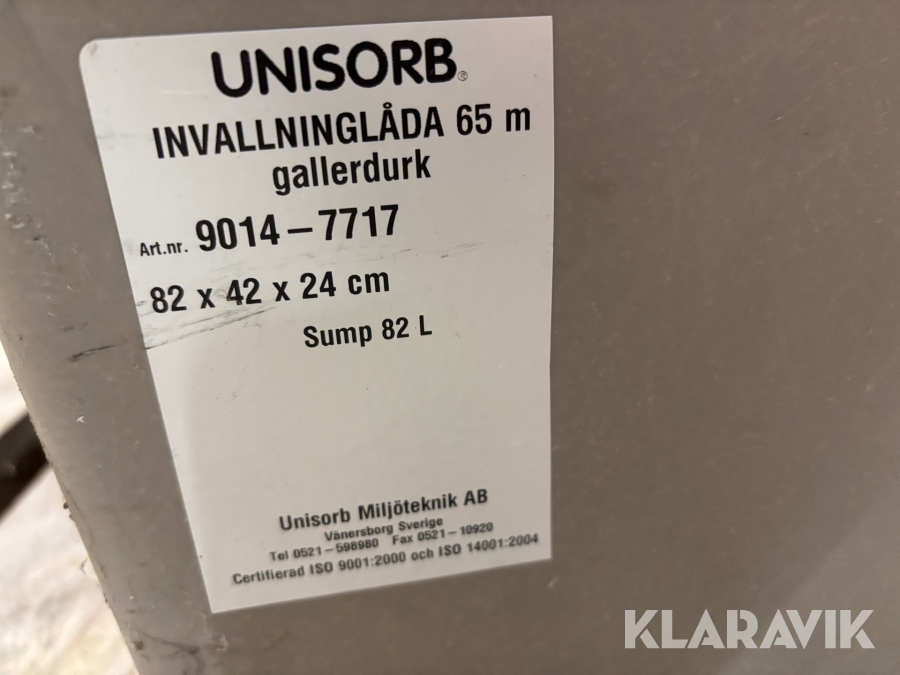 UNISORB®
INVALLNINGLÅDA 65 m
gallerdurk
Art.nr. 9014-7717
82 x 42 x 24 cm
Sump 82 L
Unisorb Miljöteknik AB
Vänersborg Sverige
Tel 0521-598980 Fax 0521-10920
Certifierad ISO 9001:2000 och ISO 14001:2004
KLARAVIK